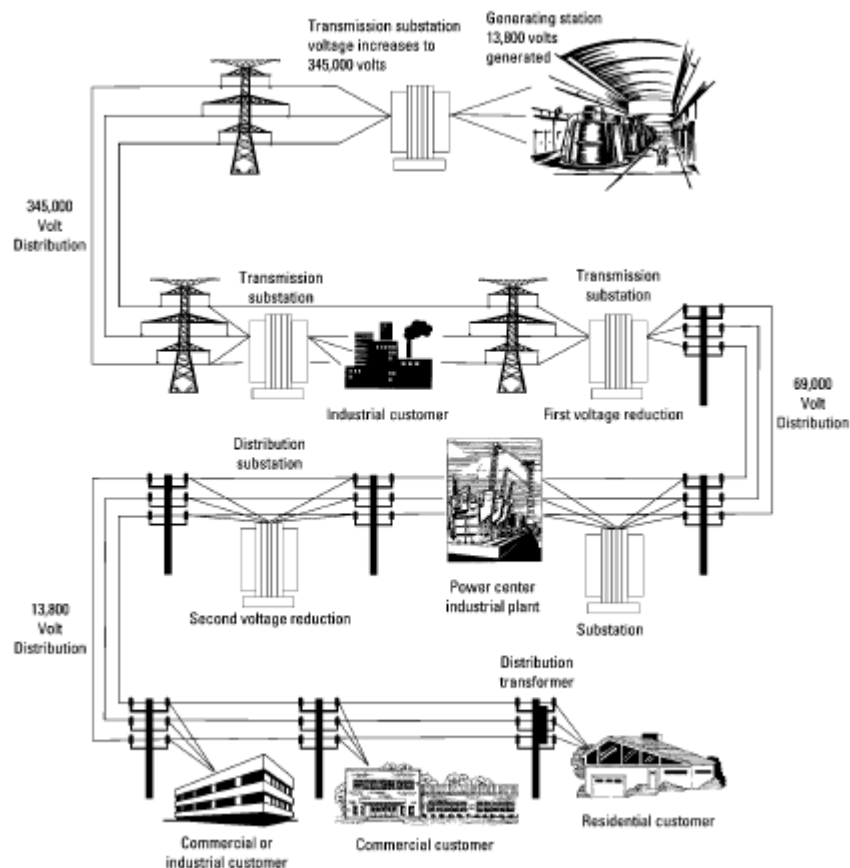 Transmission substation
voltage increases to
345,000 volts
Generating station
13,800 volts
generated
345,000
Volt
Distribution
Transmission
substation
Transmission
substation
Industrial customer
First voltage reduction
69,000
Volt
Distribution
Distribution
substation
Power center
industrial plant
Second voltage reduction
Substation
13,800
Volt
Distribution
Distribution
transformer
Commercial or
industrial customer
Commercial customer
Residential customer